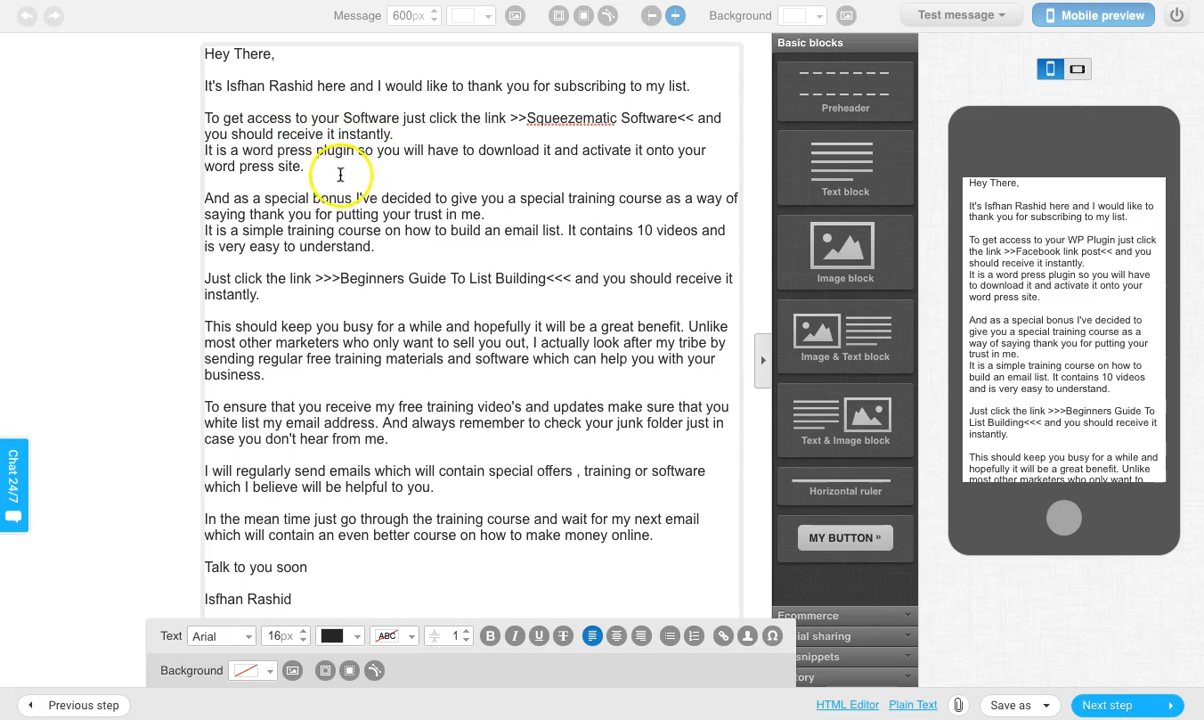 Message 600px
Background
Test message
Mobile preview
Hey There,
It's Isfhan Rashid here and I would like to thank you for subscribing to my list.
To get access to your Software just click the link >>Squeezematic Software<< and
you should receive it instantly.
It is a word press plugin so you will have to download it and activate it onto your
word press site.
And as a special bonus I've decided to give you a special training course as a way of
saying thank you for putting your trust in me.
It is a simple training course on how to build an email list. It contains 10 videos and
is very easy to understand.
Just click the link >>>Beginners Guide To List Building<<< and you should receive it
instantly.
This should keep you busy for a while and hopefully it will be a great benefit. Unlike
most other marketers who only want to sell you out, I actually look after my tribe by
sending regular free training materials and software which can help you with your
business.
To ensure that you receive my free training video's and updates make sure that you
white list my email address. And always remember to check your junk folder just in
case you don't hear from me.
I will regularly send emails which will contain special offers , training or software
which I believe will be helpful to you.
In the mean time just go through the training course and wait for my next email
which will contain an even better course on how to make money online.
Talk to you soon
Isfhan Rashid
Chat 24/7
Basic blocks
Preheader
Text block
Image block
Image & Text block
Text & Image block
Horizontal ruler
MY BUTTON »
Ecommerce
ial sharing
snippets
tory
Hey There,
It's Isfhan Rashid here and I would like to
thank you for subscribing to my list.
To get access to your WP Plugin just click
the link >>Facebook link post<< and you
should receive it instantly.
It is a word press plugin so you will have
to download it and activate it onto your
word press site.
And as a special bonus I've decided to
give you a special training course as a
way of saying thank you for putting your
trust in me.
It is a simple training course on how to
build an email list. It contains 10 videos
and is very easy to understand.
Just click the link >>>Beginners Guide To
List Building<<< and you should receive it
instantly.
This should keep you busy for a while and
hopefully it will be a great benefit. Unlike
most other marketers who only want to
Text Arial 16px ABC 1 B I U T
Background
Previous step
HTML Editor Plain Text Save as Next step